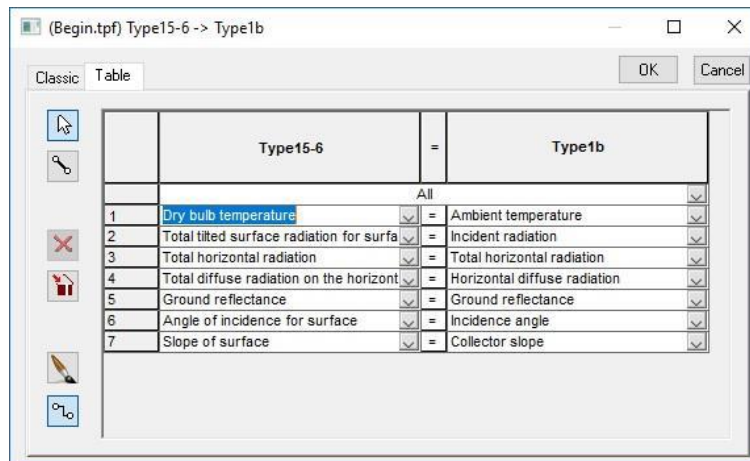 (Begin.tpf) Type15-6 -> Type1b
OK Cancel
Classic Table
Type15-6 = Type1b
All
1 Dry bulb temperature = Ambient temperature
2 Total tilted surface radiation for surfa = Incident radiation
3 Total horizontal radiation = Total horizontal radiation
4 Total diffuse radiation on the horizont = Horizontal diffuse radiation
5 Ground reflectance = Ground reflectance
6 Angle of incidence for surface = Incidence angle
7 Slope of surface = Collector slope